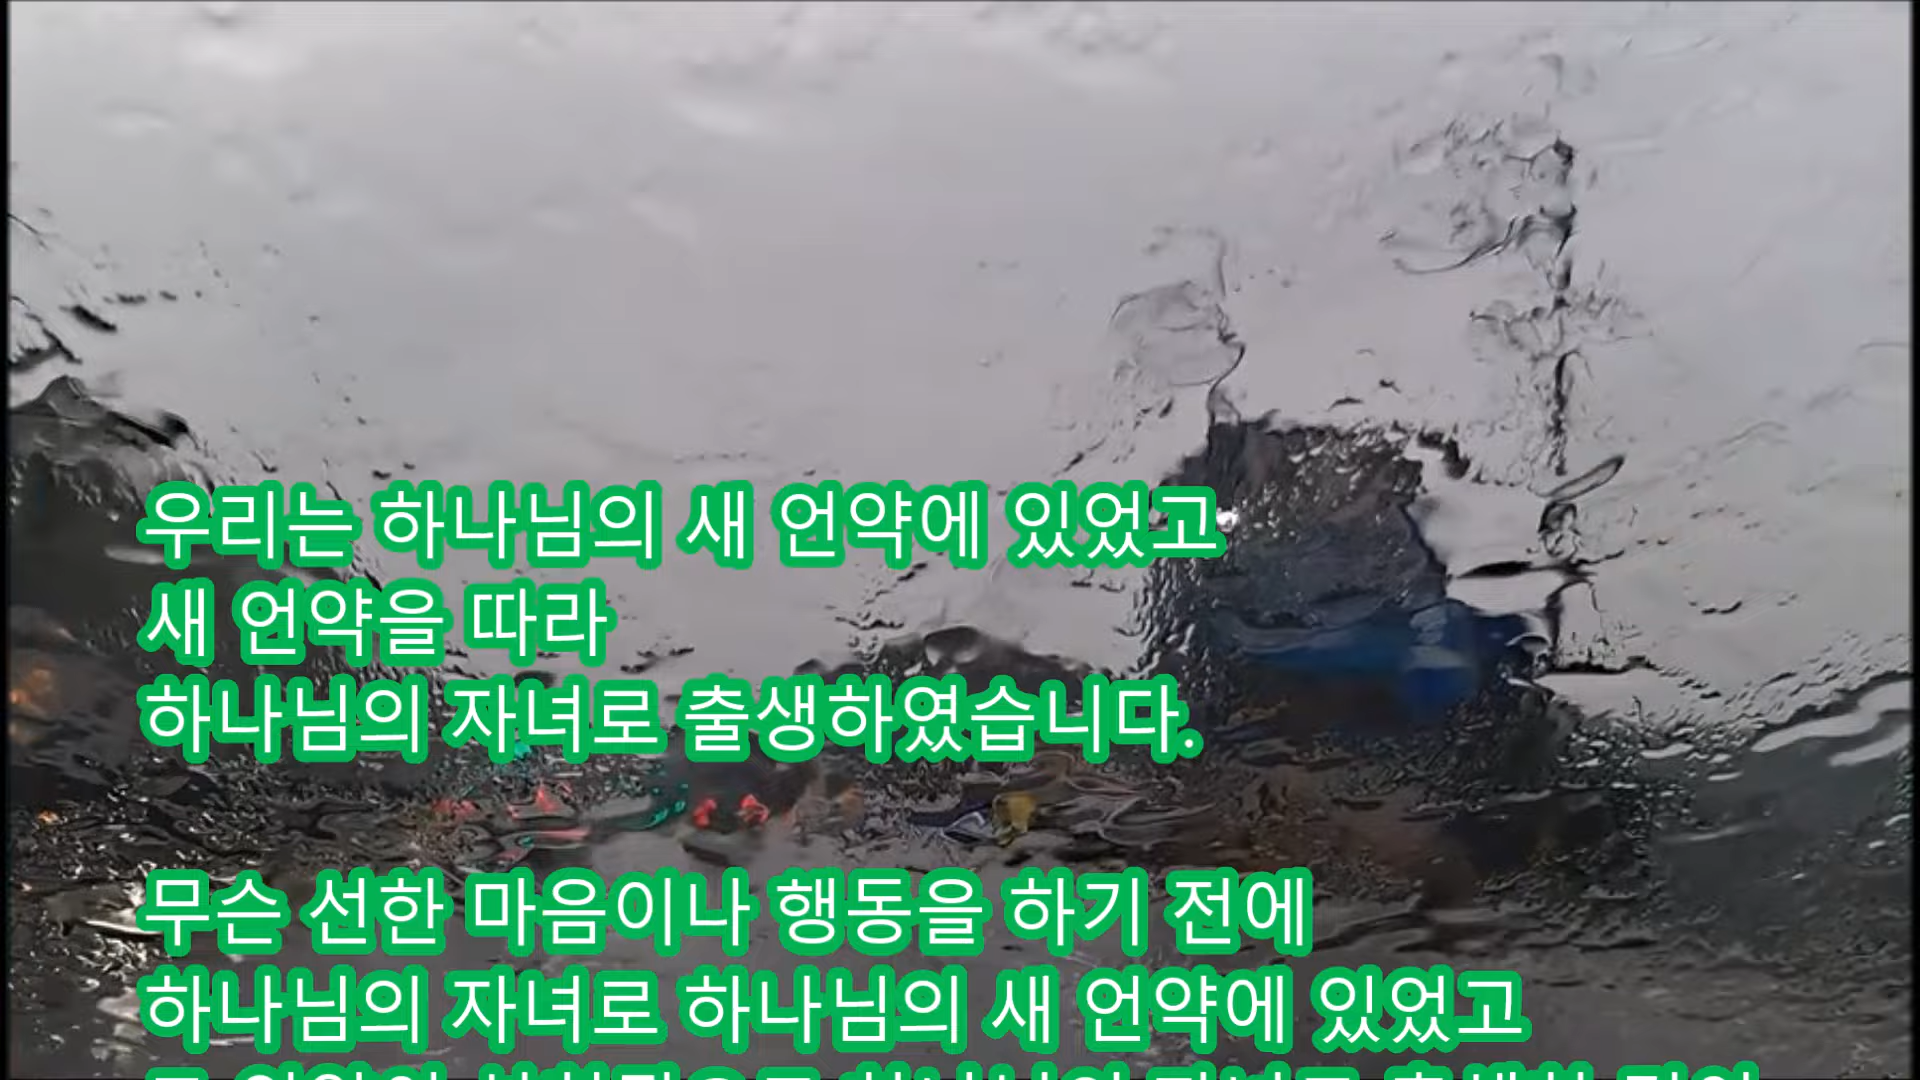 우리는 하나님의 새 언약에 있었고
새 언약을 따라
하나님의 자녀로 출생하였습니다.
무슨 선한 마음이나 행동을 하기 전에
하나님의 자녀로 하나님의 새 언약에 있었고